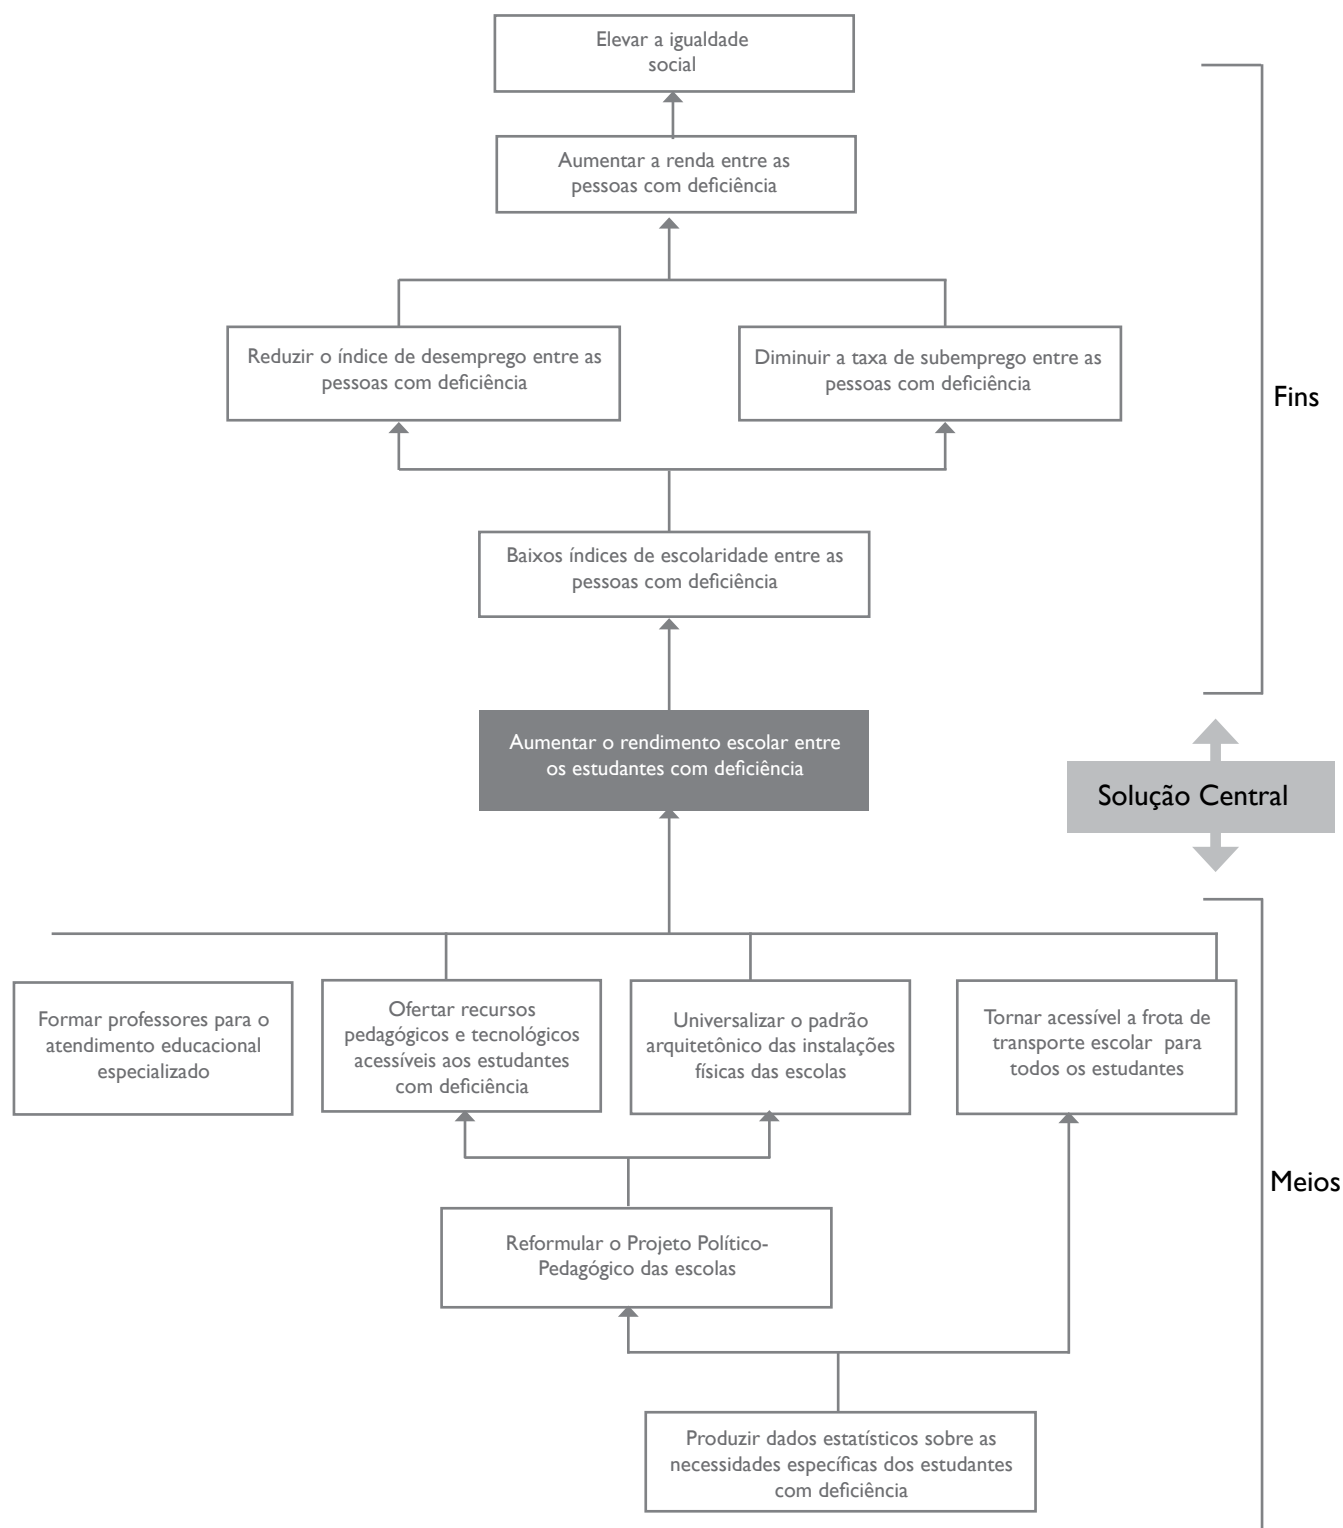 Elevar a igualdade
social
Aumentar a renda entre as
pessoas com deficiência
Reduzir o índice de desemprego entre as
pessoas com deficiência
Diminuir a taxa de subemprego entre as
pessoas com deficiência
Fins
Baixos índices de escolaridade entre as
pessoas com deficiência
Aumentar o rendimento escolar entre
os estudantes com deficiência
Solução Central
Formar professores para o
atendimento educacional
especializado
Ofertar recursos
pedagógicos e tecnológicos
acessíveis aos estudantes
com deficiência
Universalizar o padrão
arquitetônico das instalações
físicas das escolas
Tornar acessível a frota de
transporte escolar para
todos os estudantes
Meios
Reformular o Projeto Político-
Pedagógico das escolas
Produzir dados estatísticos sobre as
necessidades específicas dos estudantes
com deficiência